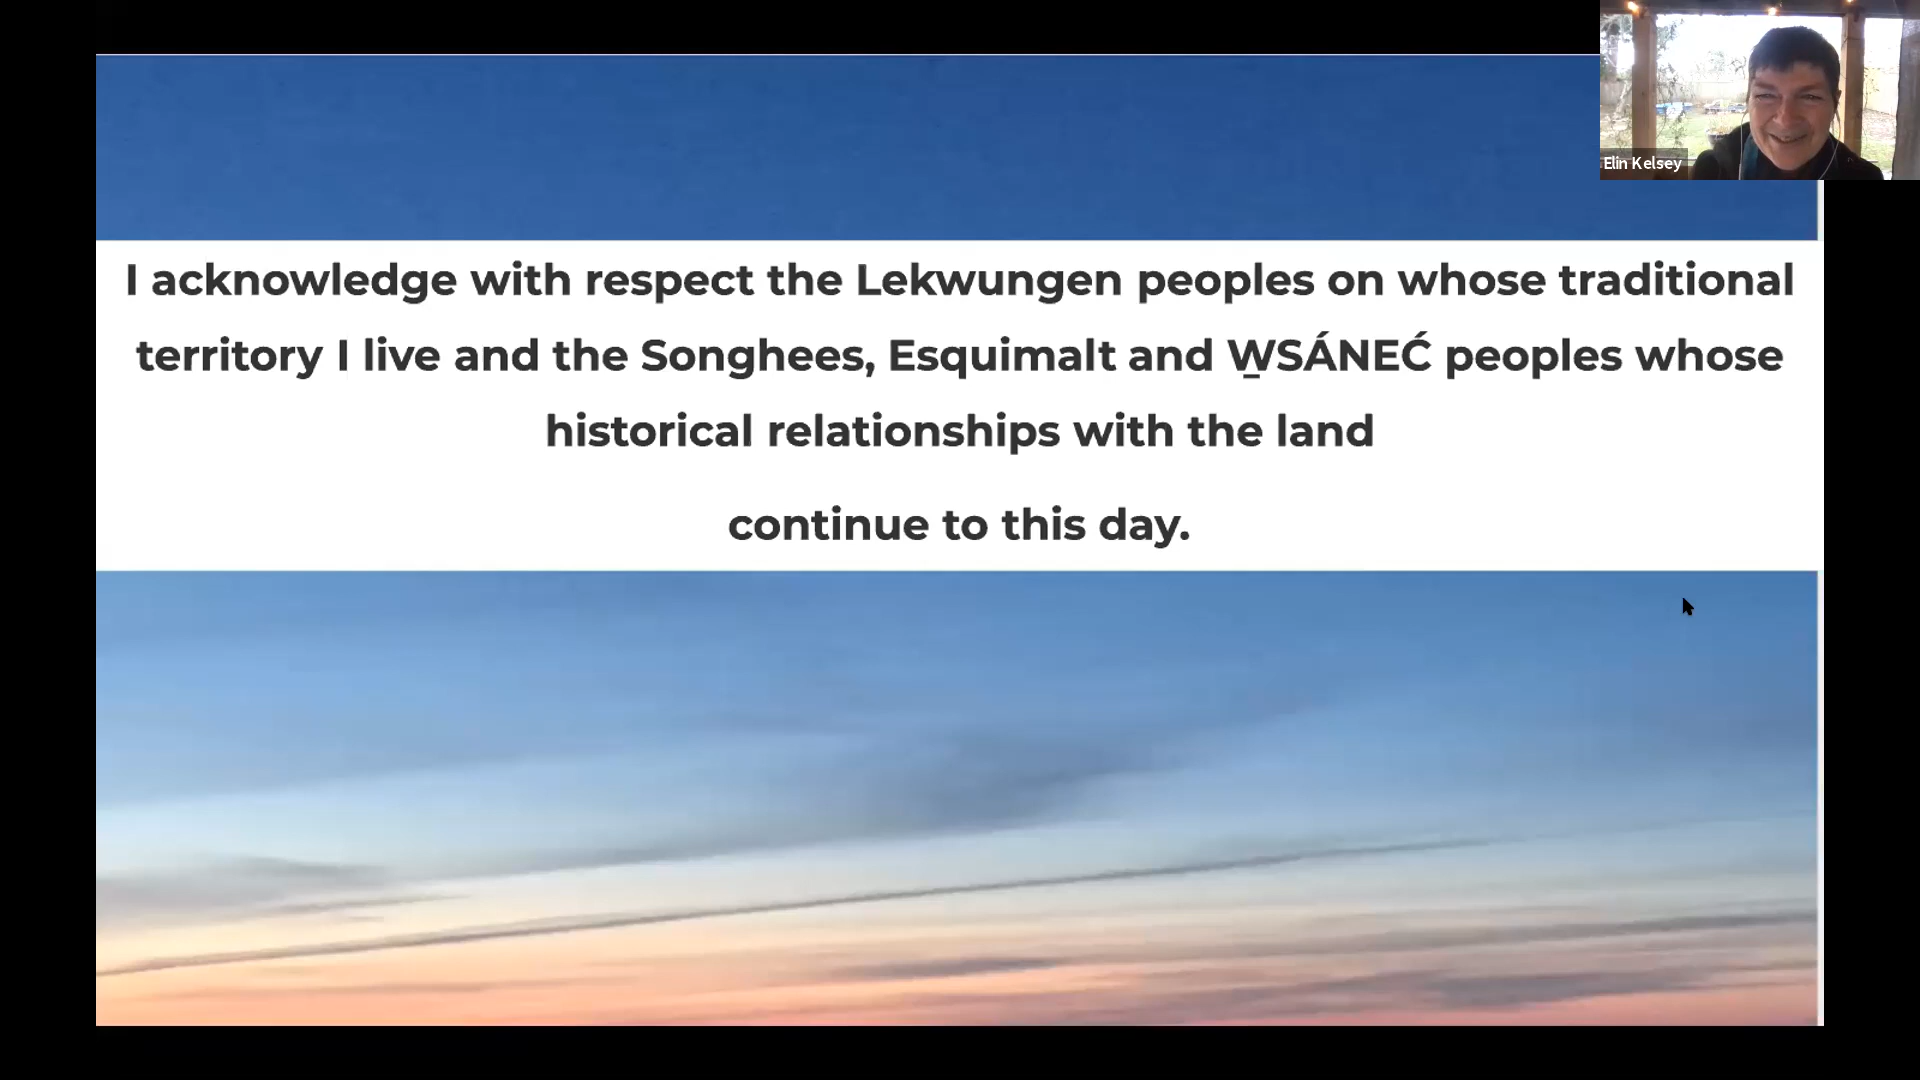 Elin Kelsey
I acknowledge with respect the Lekwungen peoples on whose traditional
territory I live and the Songhees, Esquimalt and W̱SÁNEĆ peoples whose
historical relationships with the land
continue to this day.